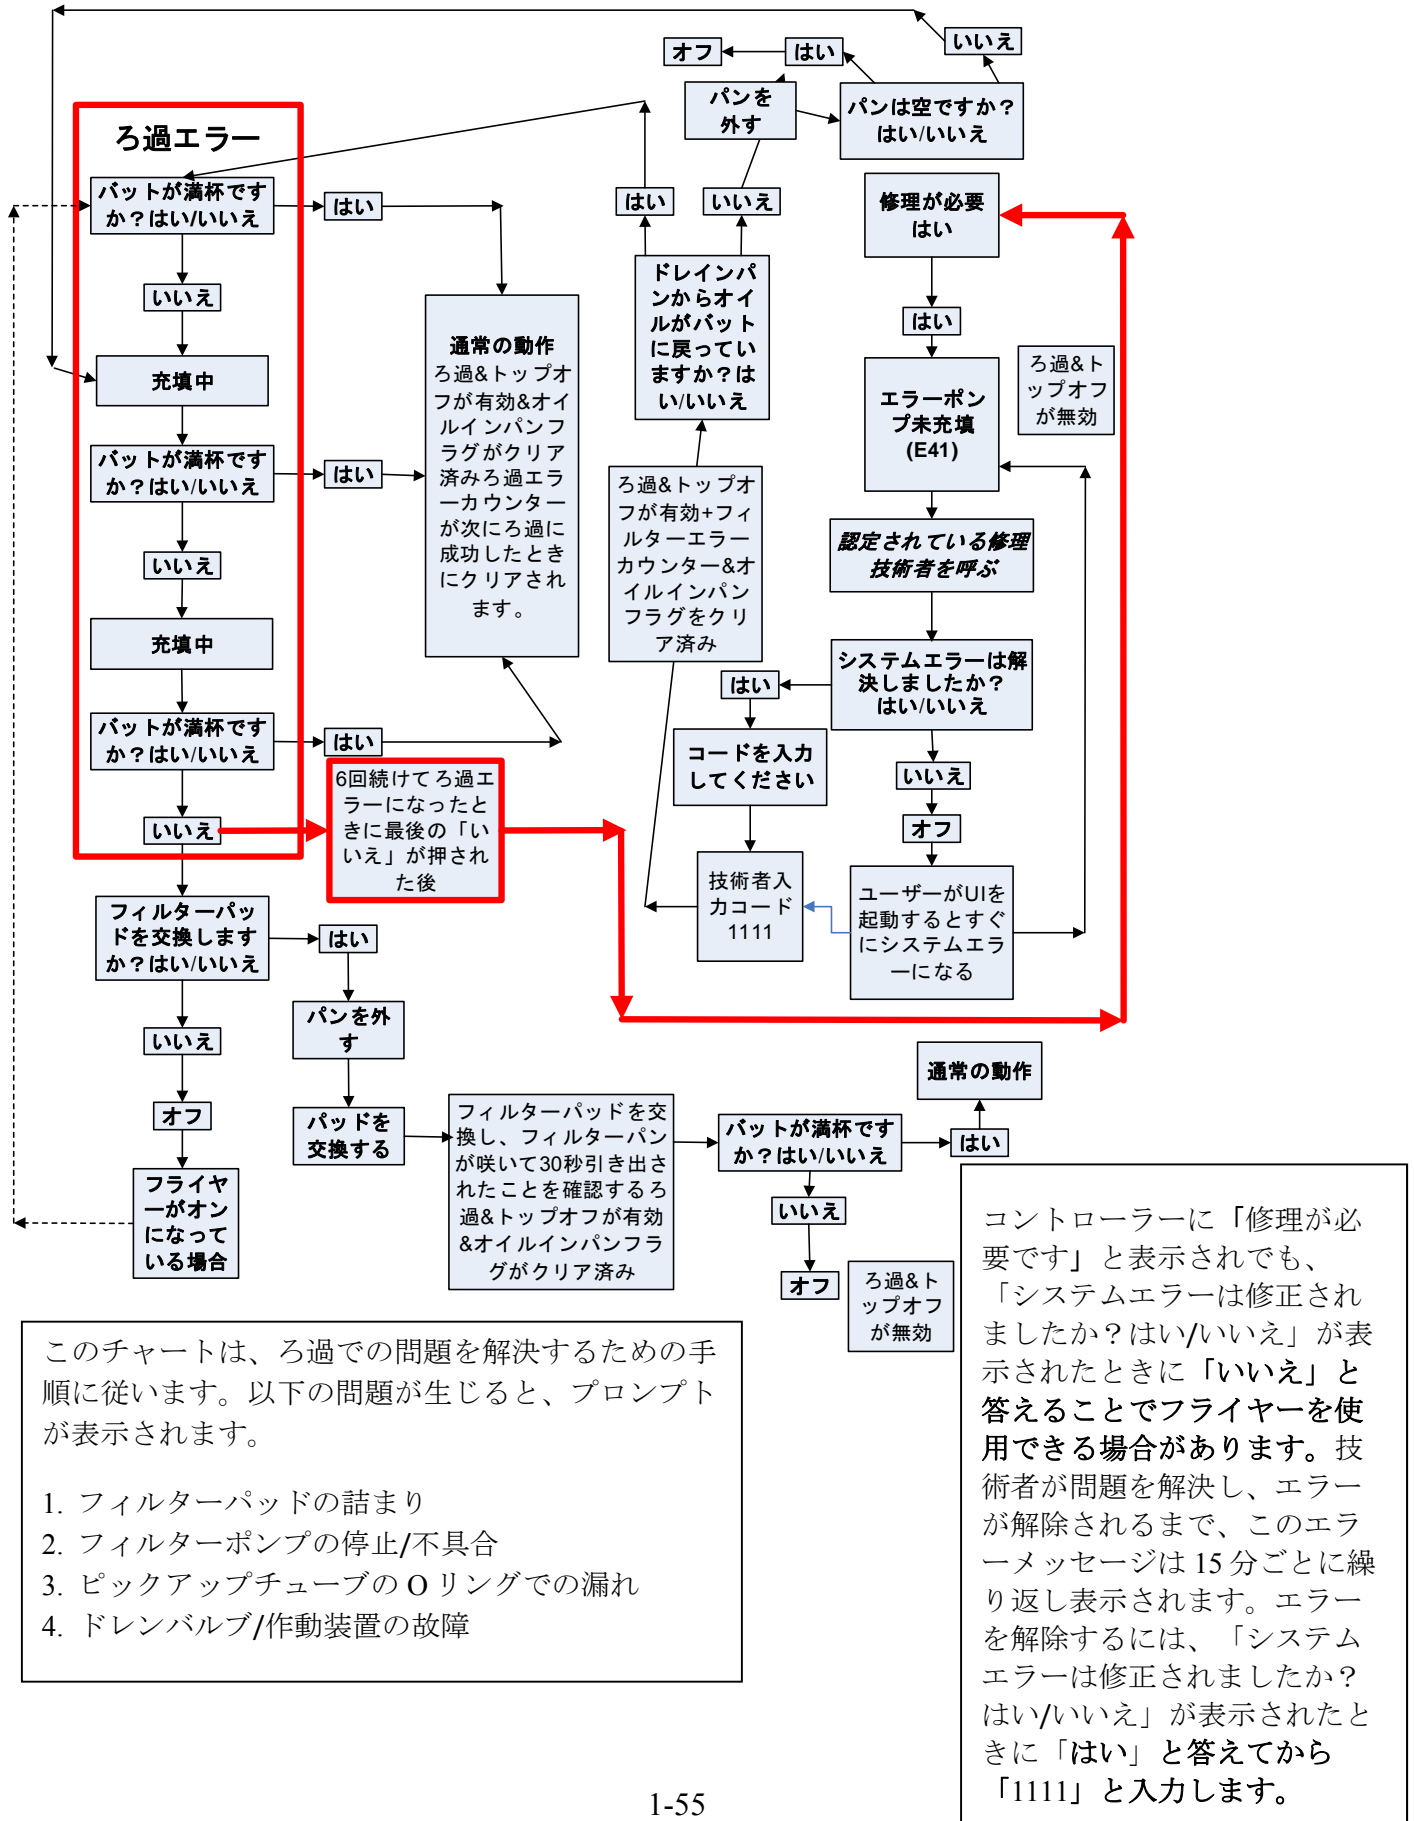 いいえ
オフ
はい
パンを
外す
パンは空ですか？
はい/いいえ
ろ過エラー
バットが満杯です
か？はい/いいえ
はい
はい
いいえ
修理が必要
はい
いいえ
充填中
バットが満杯です
か？はい/いいえ
はい
いいえ
充填中
バットが満杯です
か？はい/いいえ
はい
いいえ
通常の動作
ろ過&トップオ
フが有効&オイ
ルインパンフ
ラグがクリア
済みろ過エラ
ーカウンター
が次にろ過に
成功したとき
にクリアされ
ます。
6回続けてろ過エ
ラーになったと
きに最後の「い
いえ」が押され
た後
ドレインパ
ンからオイ
ルがバット
に戻ってい
ますか？は
い/いいえ
ろ過&トップオ
フが有効+フィ
ルターエラー
カウンター&オ
イルインパン
フラグをクリ
ア済み
はい
エラーポン
プ未充填
(E41)
ろ過&ト
ップオフ
が無効
認定されている修理
技術者を呼ぶ
システムエラーは解
決しましたか？
はい/いいえ
はい
コードを入力
してください
いいえ
オフ
技術者入
力コード
1111
ユーザーがUIを
起動するとすぐ
にシステムエラ
ーになる
フィルターパッ
ドを交換します
か？はい/いいえ
はい
いいえ
オフ
フライヤ
ーがオン
になって
いる場合
パンを外
す
パッドを
交換する
フィルターパッドを交
換し、フィルターパン
が咲いて30秒引き出さ
れたことを確認するろ
過&トップオフが有効
&オイルインパンフラ
グがクリア済み
バットが満杯です
か？はい/いいえ
はい
通常の動作
いいえ
オフ
ろ過&ト
ップオフ
が無効
このチャートは、ろ過での問題を解決するための手
順に従います。以下の問題が生じると、プロンプト
が表示されます。
1. フィルターパッドの詰まり
2. フィルターポンプの停止/不具合
3. ピックアップチューブの O リングでの漏れ
4. ドレンバルブ/作動装置の故障
コントローラーに「修理が必
要です」と表示されでも、
「システムエラーは修正され
ましたか？はい/いいえ」が表
示されたときに「いいえ」と
答えることでフライヤーを使
用できる場合があります。技
術者が問題を解決し、エラー
が解除されるまで、このエラ
ーメッセージは 15 分ごとに繰
り返し表示されます。エラー
を解除するには、「システム
エラーは修正されましたか？
はい/いいえ」が表示されたと
きに「はい」と答えてから
「1111」と入力します。
1-55